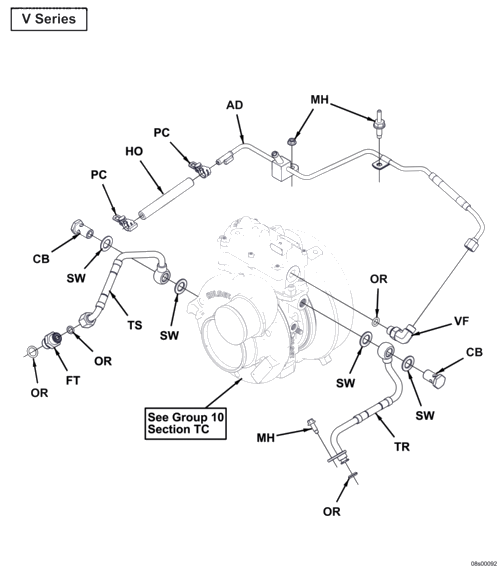 V Series
MH
AD
PC
HO
PC
CB
SW
OR
TS
SW
VF
OR
SW
CB
FT
OR
SW
See Group 10
Section TC
MH
TR
OR
08s00092